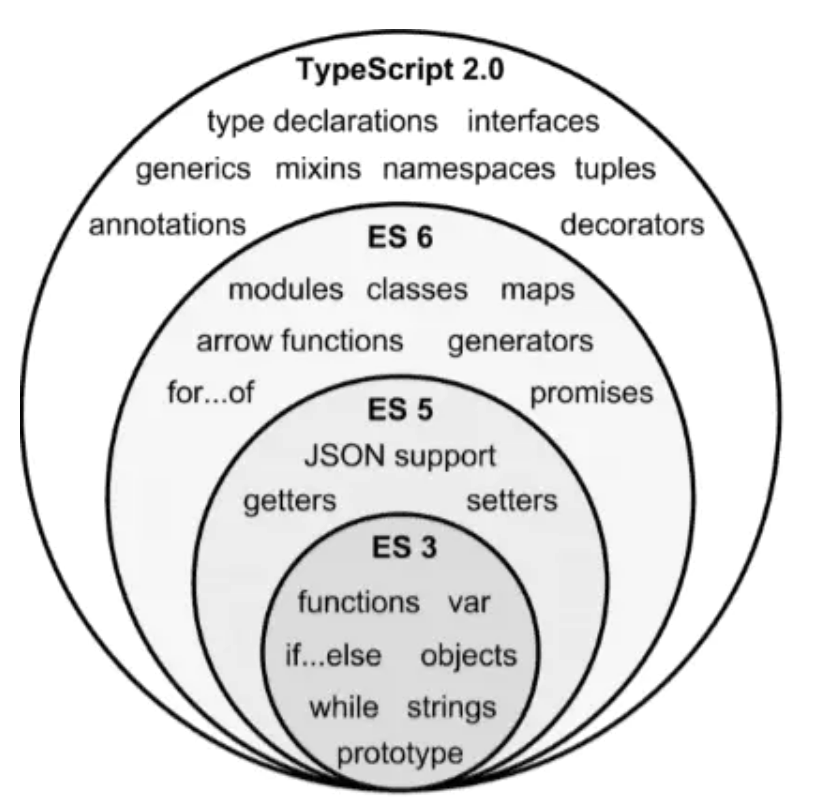 TypeScript 2.0
type declarations interfaces
generics mixins namespaces tuples
annotations decorators
ES 6
modules classes maps
arrow functions generators
for...of promises
ES 5
JSON support
getters setters
ES 3
functions var
if...else objects
while strings
prototype